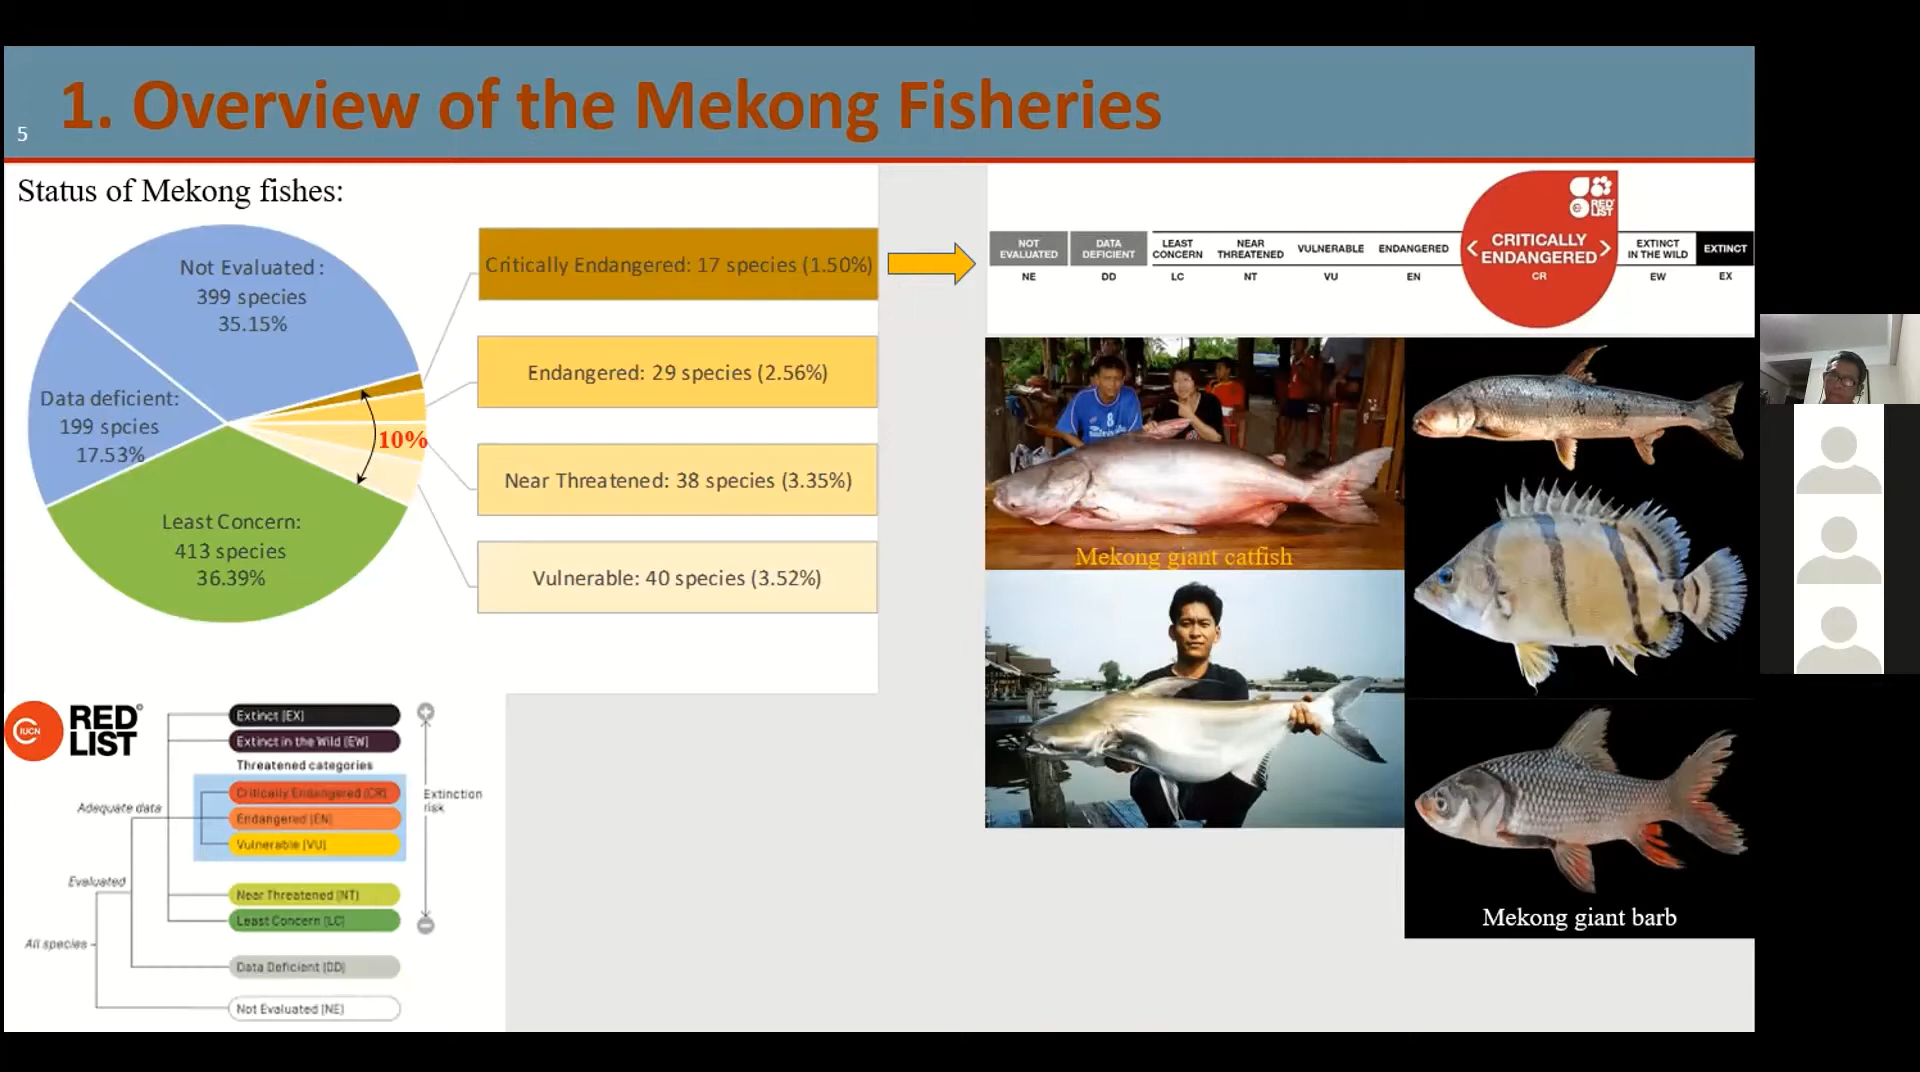 1. Overview of the Mekong Fisheries
5
Status of Mekong fishes:
Not Evaluated :
399 species
35.15%
Data deficient:
199 spcies
17.53%
Least Concern:
413 species
36.39%
10%
Critically Endangered: 17 species (1.50%)
Endangered: 29 species (2.56%)
Near Threatened: 38 species (3.35%)
Vulnerable: 40 species (3.52%)
NOT
EVALUATED
NE
DATA
DEFICIENT
DD
LEAST
CONCERN
LC
NEAR
THREATENED
NT
VULNERABLE
VU
ENDANGERED
EN
RED
LIST
< CRITICALLY
ENDANGERED >
CR
EXTINCT
IN THE WILD
EW
EXTINCT
EX
8
Mekong giant catfish
Mekong giant barb
IUCN
RED
LIST
Extinct (EX)
Extinct in the Wild (EW)
Threatened categories
Critically Endangered (CR)
Endangered (EN)
Vulnerable (VU)
Near Threatened (NT)
Least Concern (LC)
Data Deficient (DD)
Not Evaluated (NE)
Adequate data
Evaluated
All species
Extinction
risk